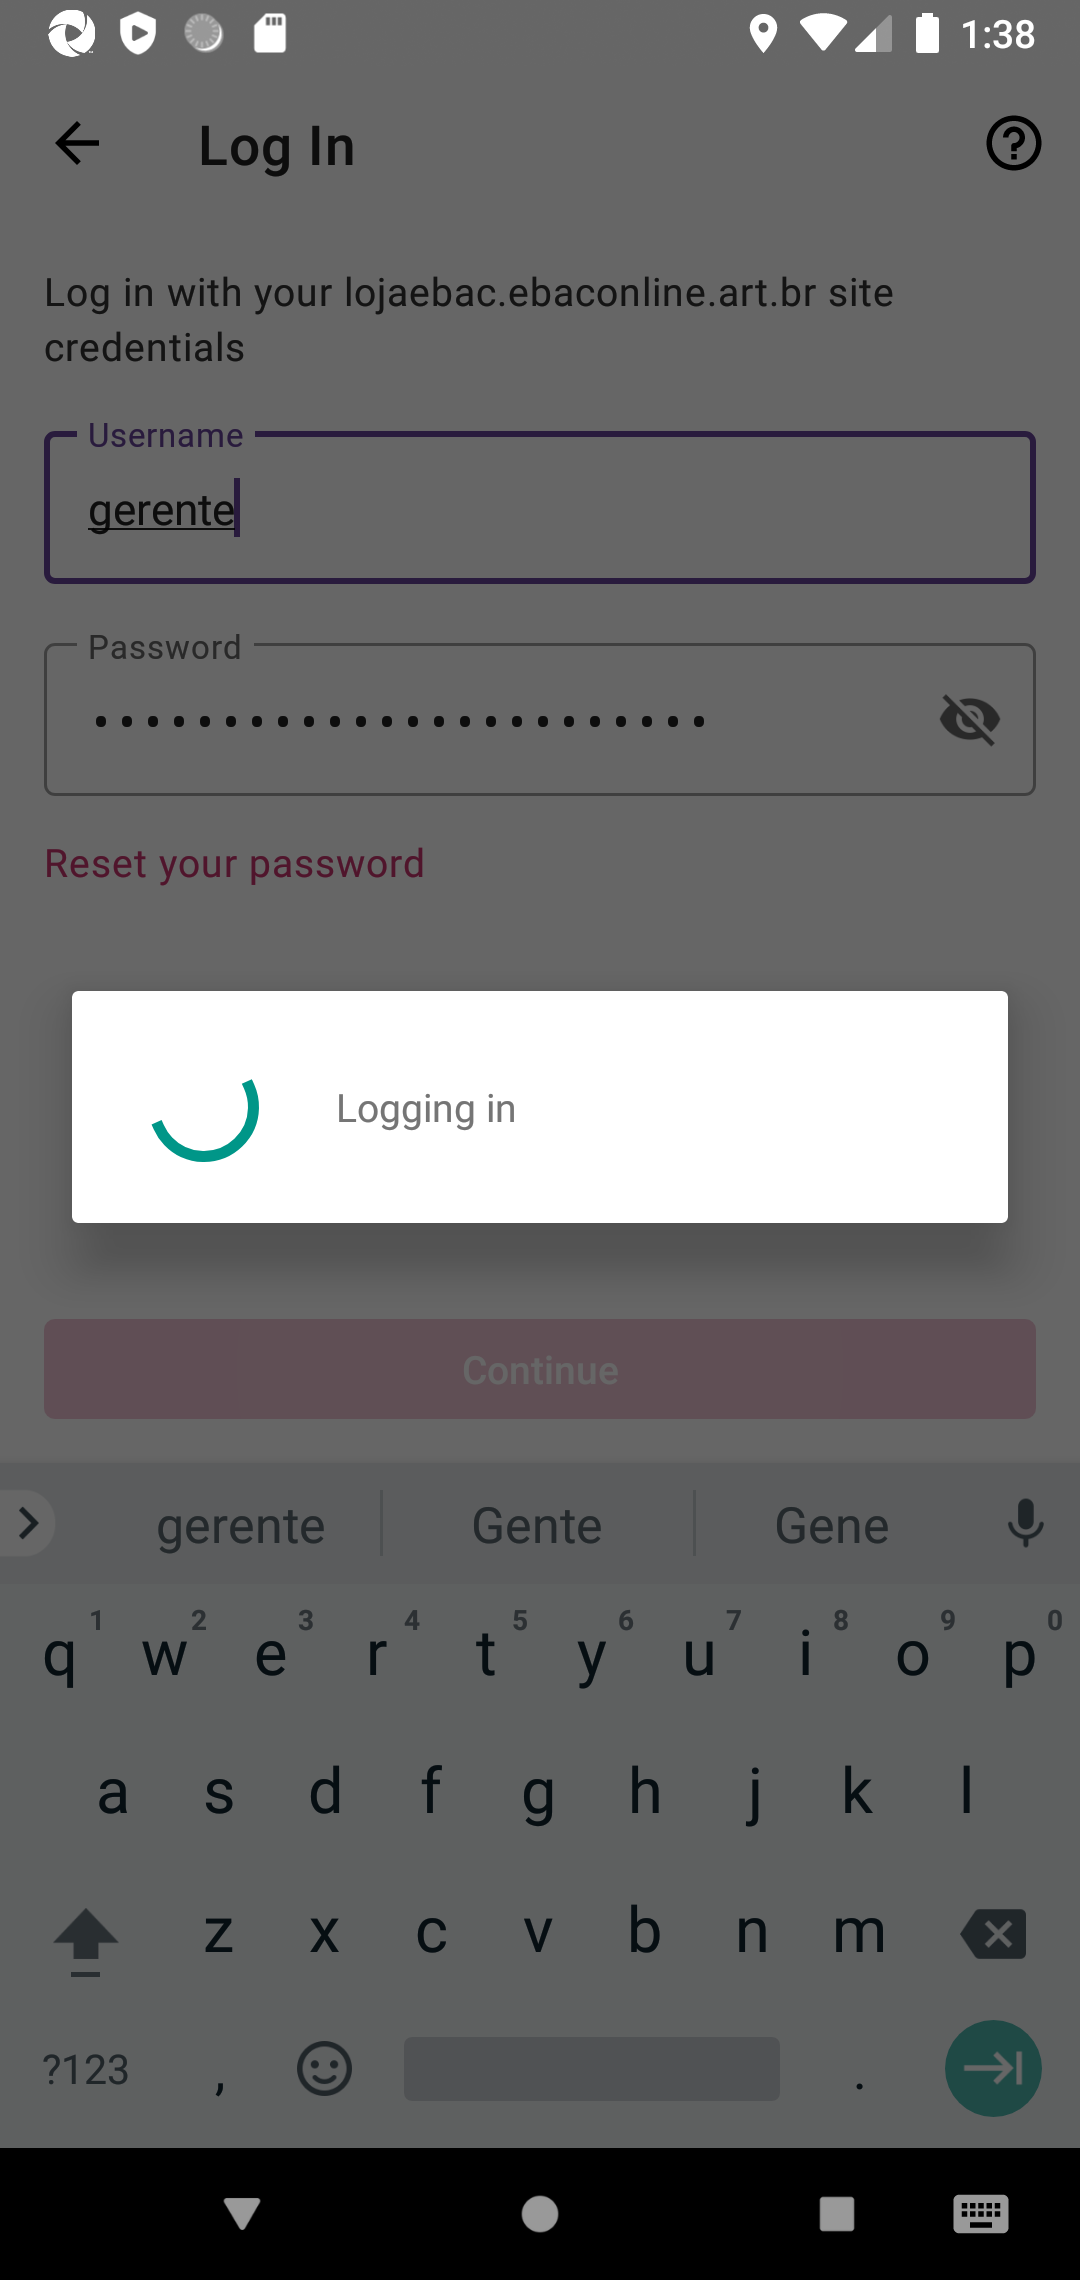 1:38
Log In
Log in with your lojaebac.ebaconline.art.br site
credentials
Username
gerente
Password
Reset your password
Logging in
Continue
gerente Gente Gene
1 2 3 4 5 6 7 8 9 0
q w e r t y u i o p
a s d f g h j k l
z x c v b n m
?123 , .